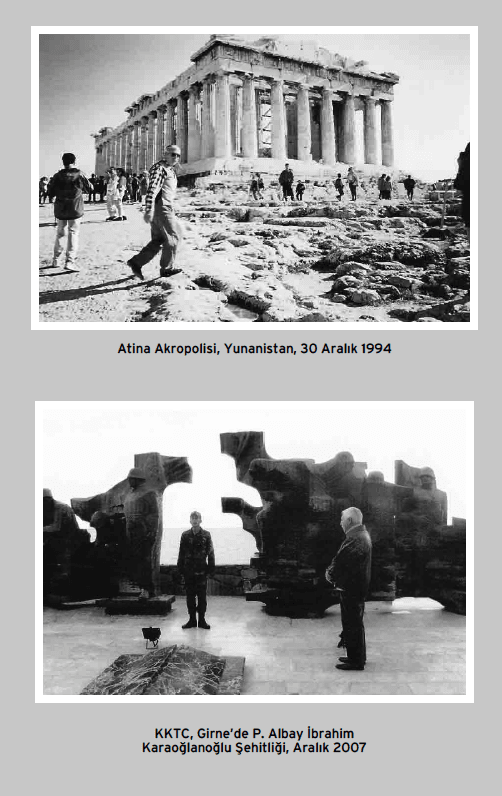 Atina Akropolisi, Yunanistan, 30 Aralık 1994
KKTC, Girne'de P. Albay İbrahim
Karaoğlanoğlu Şehitliği, Aralık 2007